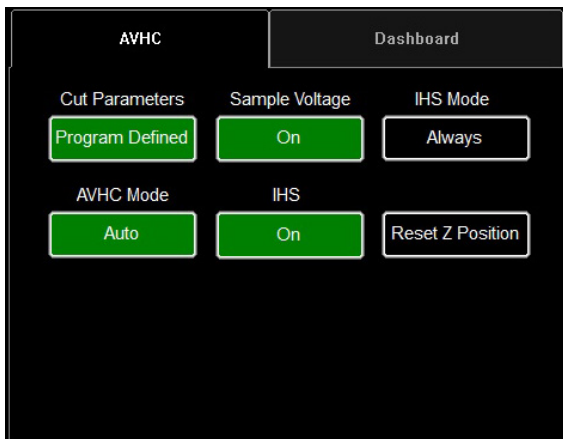 AVHC Dashboard
Cut Parameters Sample Voltage IHS Mode
Program Defined On Always
AVHC Mode IHS
Auto On Reset Z Position